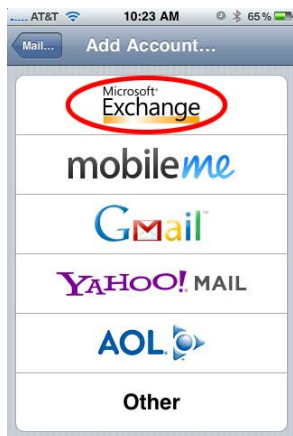 AT&T 10:23 AM 65%
Mail... Add Account...
Microsoft
Exchange
mobileme
Gmail
YAHOO! MAIL
AOL
Other